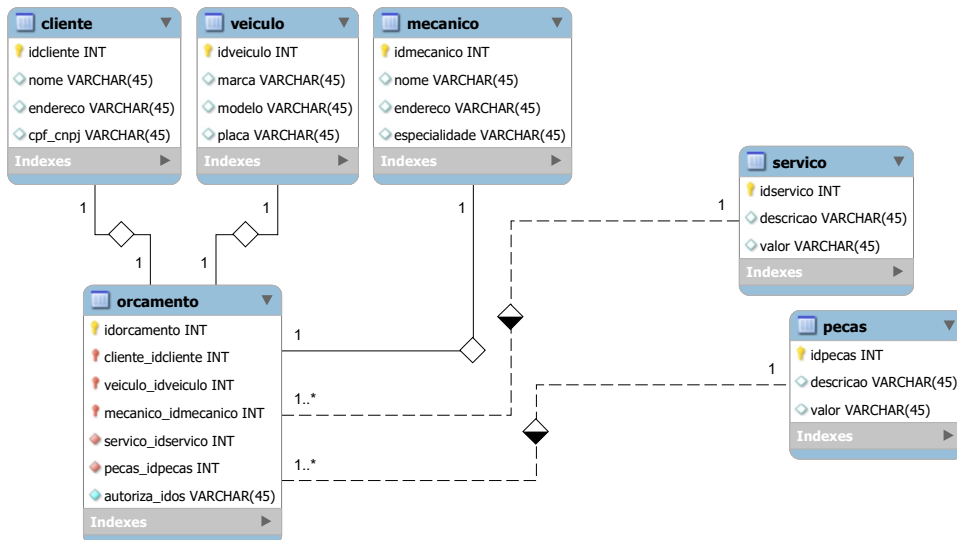 cliente
idcliente INT
nome VARCHAR(45)
endereco VARCHAR(45)
cpf_cnpj VARCHAR(45)
Indexes
veiculo
idveiculo INT
marca VARCHAR(45)
modelo VARCHAR(45)
placa VARCHAR(45)
Indexes
mecanico
idmecanico INT
nome VARCHAR(45)
endereco VARCHAR(45)
especialidade VARCHAR(45)
Indexes
servico
idservico INT
descricao VARCHAR(45)
valor VARCHAR(45)
Indexes
1
1
1
1
1
1
orcamento
idorcamento INT
cliente_idcliente INT
veiculo_idveiculo INT
mecanico_idmecanico INT
servico_idservico INT
pecas_idpecas INT
autoriza_idos VARCHAR(45)
Indexes
1
1..*
1..*
1
pecas
idpecas INT
descricao VARCHAR(45)
valor VARCHAR(45)
Indexes